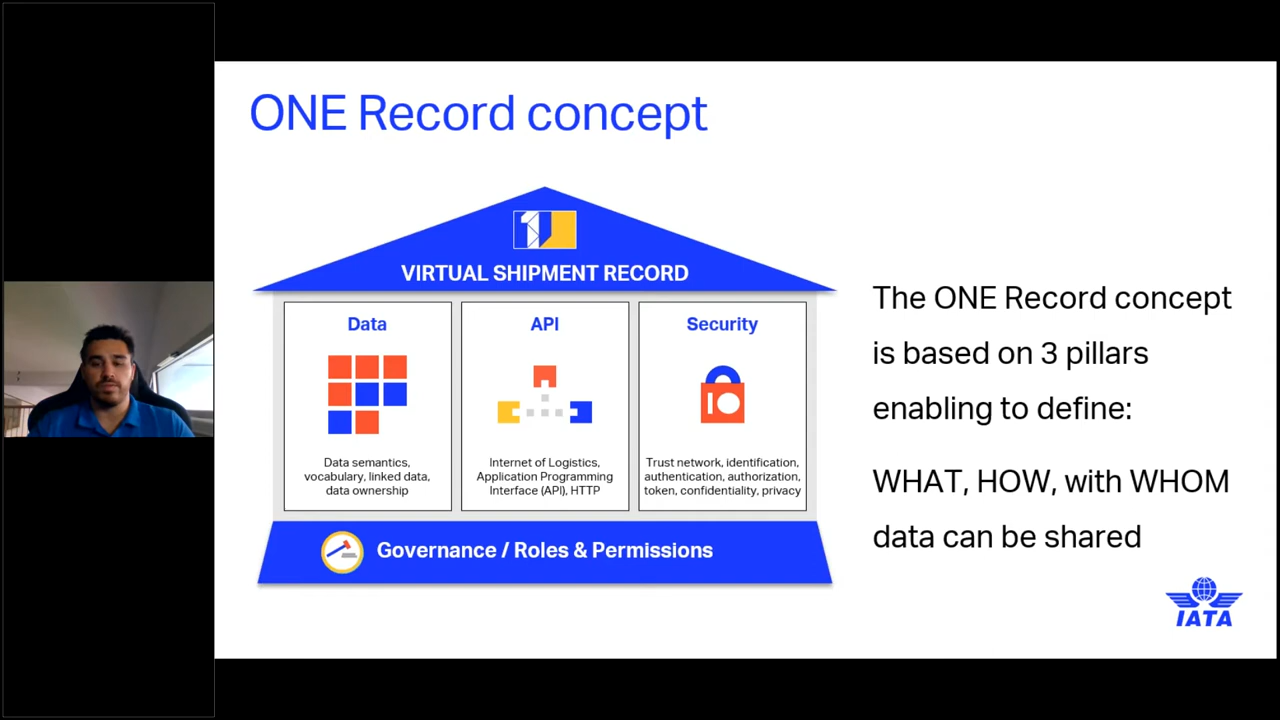 ONE Record concept
VIRTUAL SHIPMENT RECORD
Data
Data semantics,
vocabulary, linked data,
data ownership
API
Internet of Logistics,
Application Programming
Interface (API), HTTP
Security
Trust network, identification,
authentication, authorization,
token, confidentiality, privacy
Governance / Roles & Permissions
The ONE Record concept
is based on 3 pillars
enabling to define:
WHAT, HOW, with WHOM
data can be shared
IATA